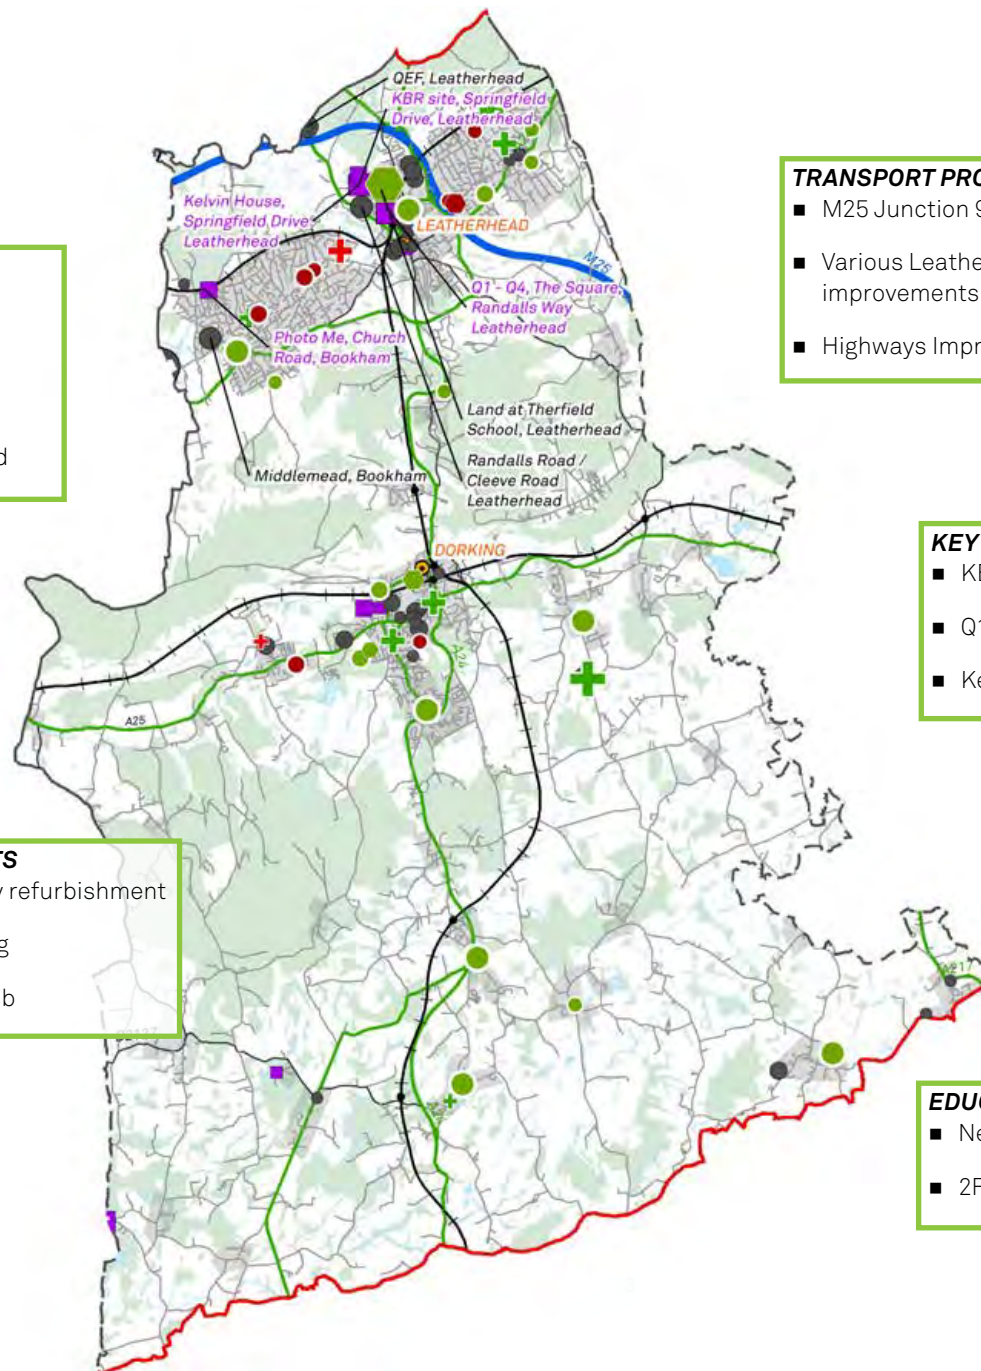 QEF, Leatherhead
KBR site, Springfield
Drive, Leatherhead
Kelvin House,
Springfield Drive,
Leatherhead
LEATHERHEAD
M25
Q1 - Q4, The Square,
Randalls Way
Leatherhead
Photo Me, Church
Road, Bookham
Land at Therfield
School, Leatherhead
Randalls Road /
Cleeve Road
Leatherhead
Middlemead, Bookham
DORKING
A24
A25
TRANSPORT PRO
■ M25 Junction 9
■ Various Leathe
improvements
■ Highways Impr
d
KEY
■ KB
■ Q1
■ Ke
TS
y refurbishment
g
b
A217
EDUC
■ Ne
■ 2F